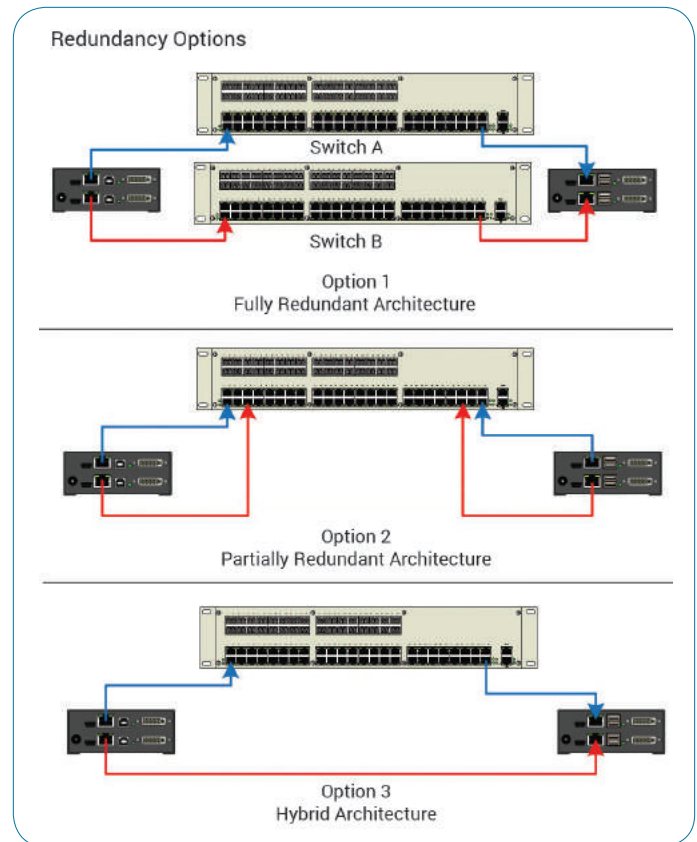 Redundancy Options
Switch A
Switch B
Option 1
Fully Redundant Architecture
Option 2
Partially Redundant Architecture
Option 3
Hybrid Architecture